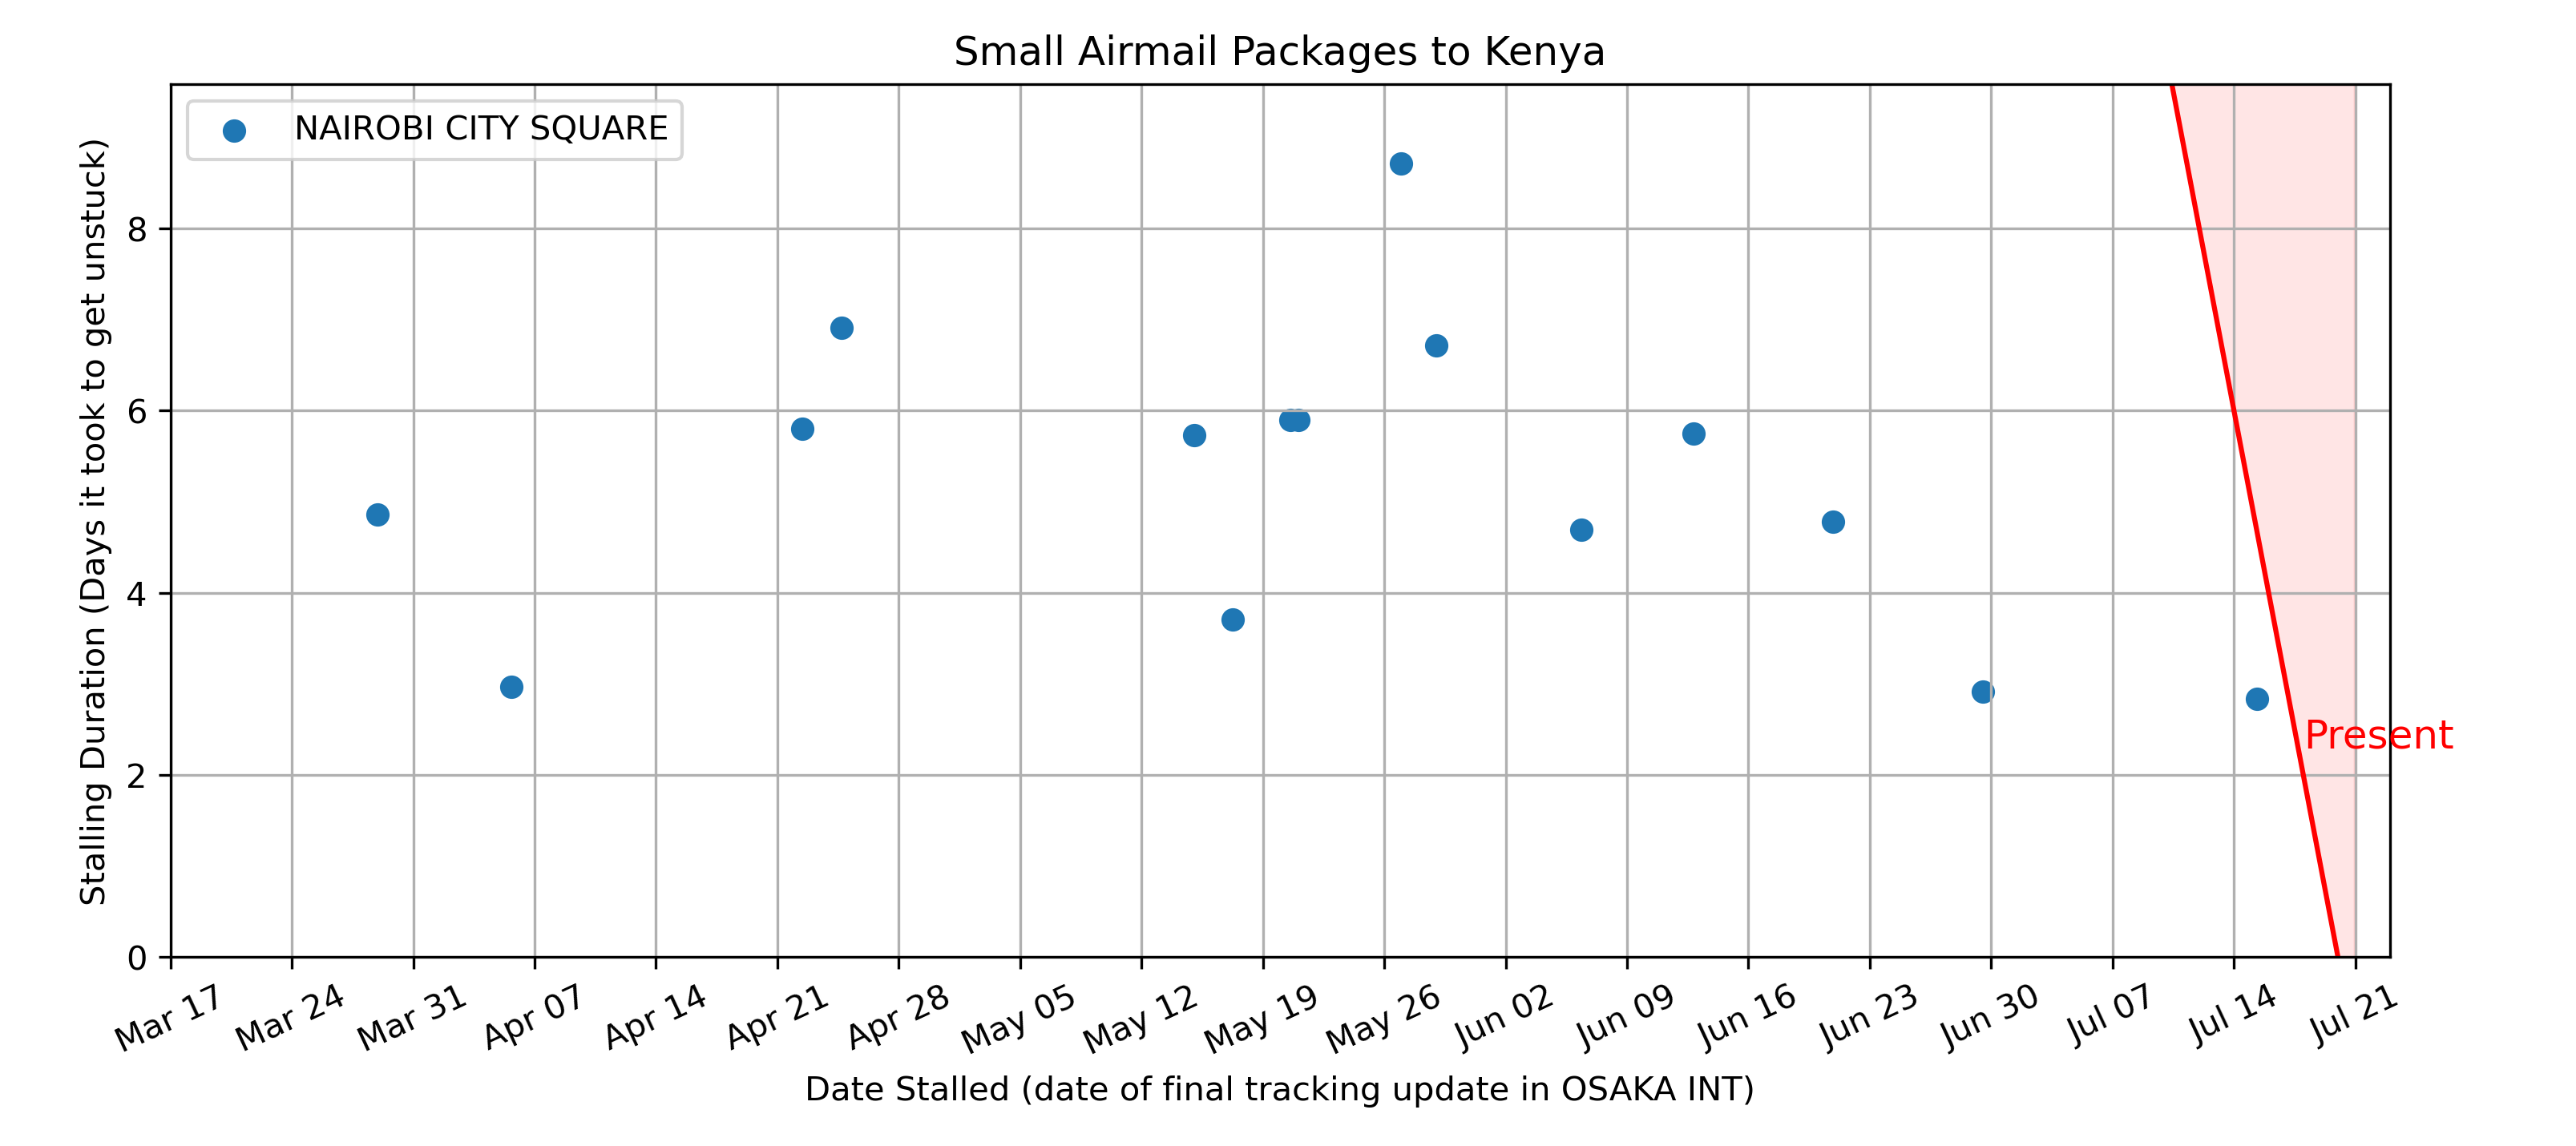 Small Airmail Packages to Kenya
NAIROBI CITY SQUARE
Stalling Duration (Days it took to get unstuck)
8
6
4
2
0
Present
Mar 17
Mar 24
Mar 31
Apr 07
Apr 14
Apr 21
Apr 28
May 05
May 12
May 19
May 26
Jun 02
Jun 09
Jun 16
Jun 23
Jun 30
Jul 07
Jul 14
Jul 21
Date Stalled (date of final tracking update in OSAKA INT)